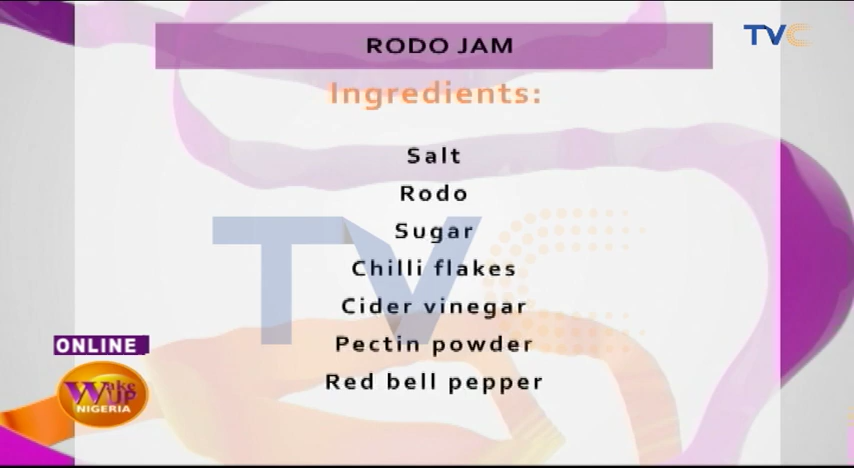 RODO JAM
TVC
Ingredients:
Salt
Rodo
Sugar
Chilli flakes
Cider vinegar
Pectin powder
Red bell pepper
TVC
ONLINE
Wake
UP
NIGERIA